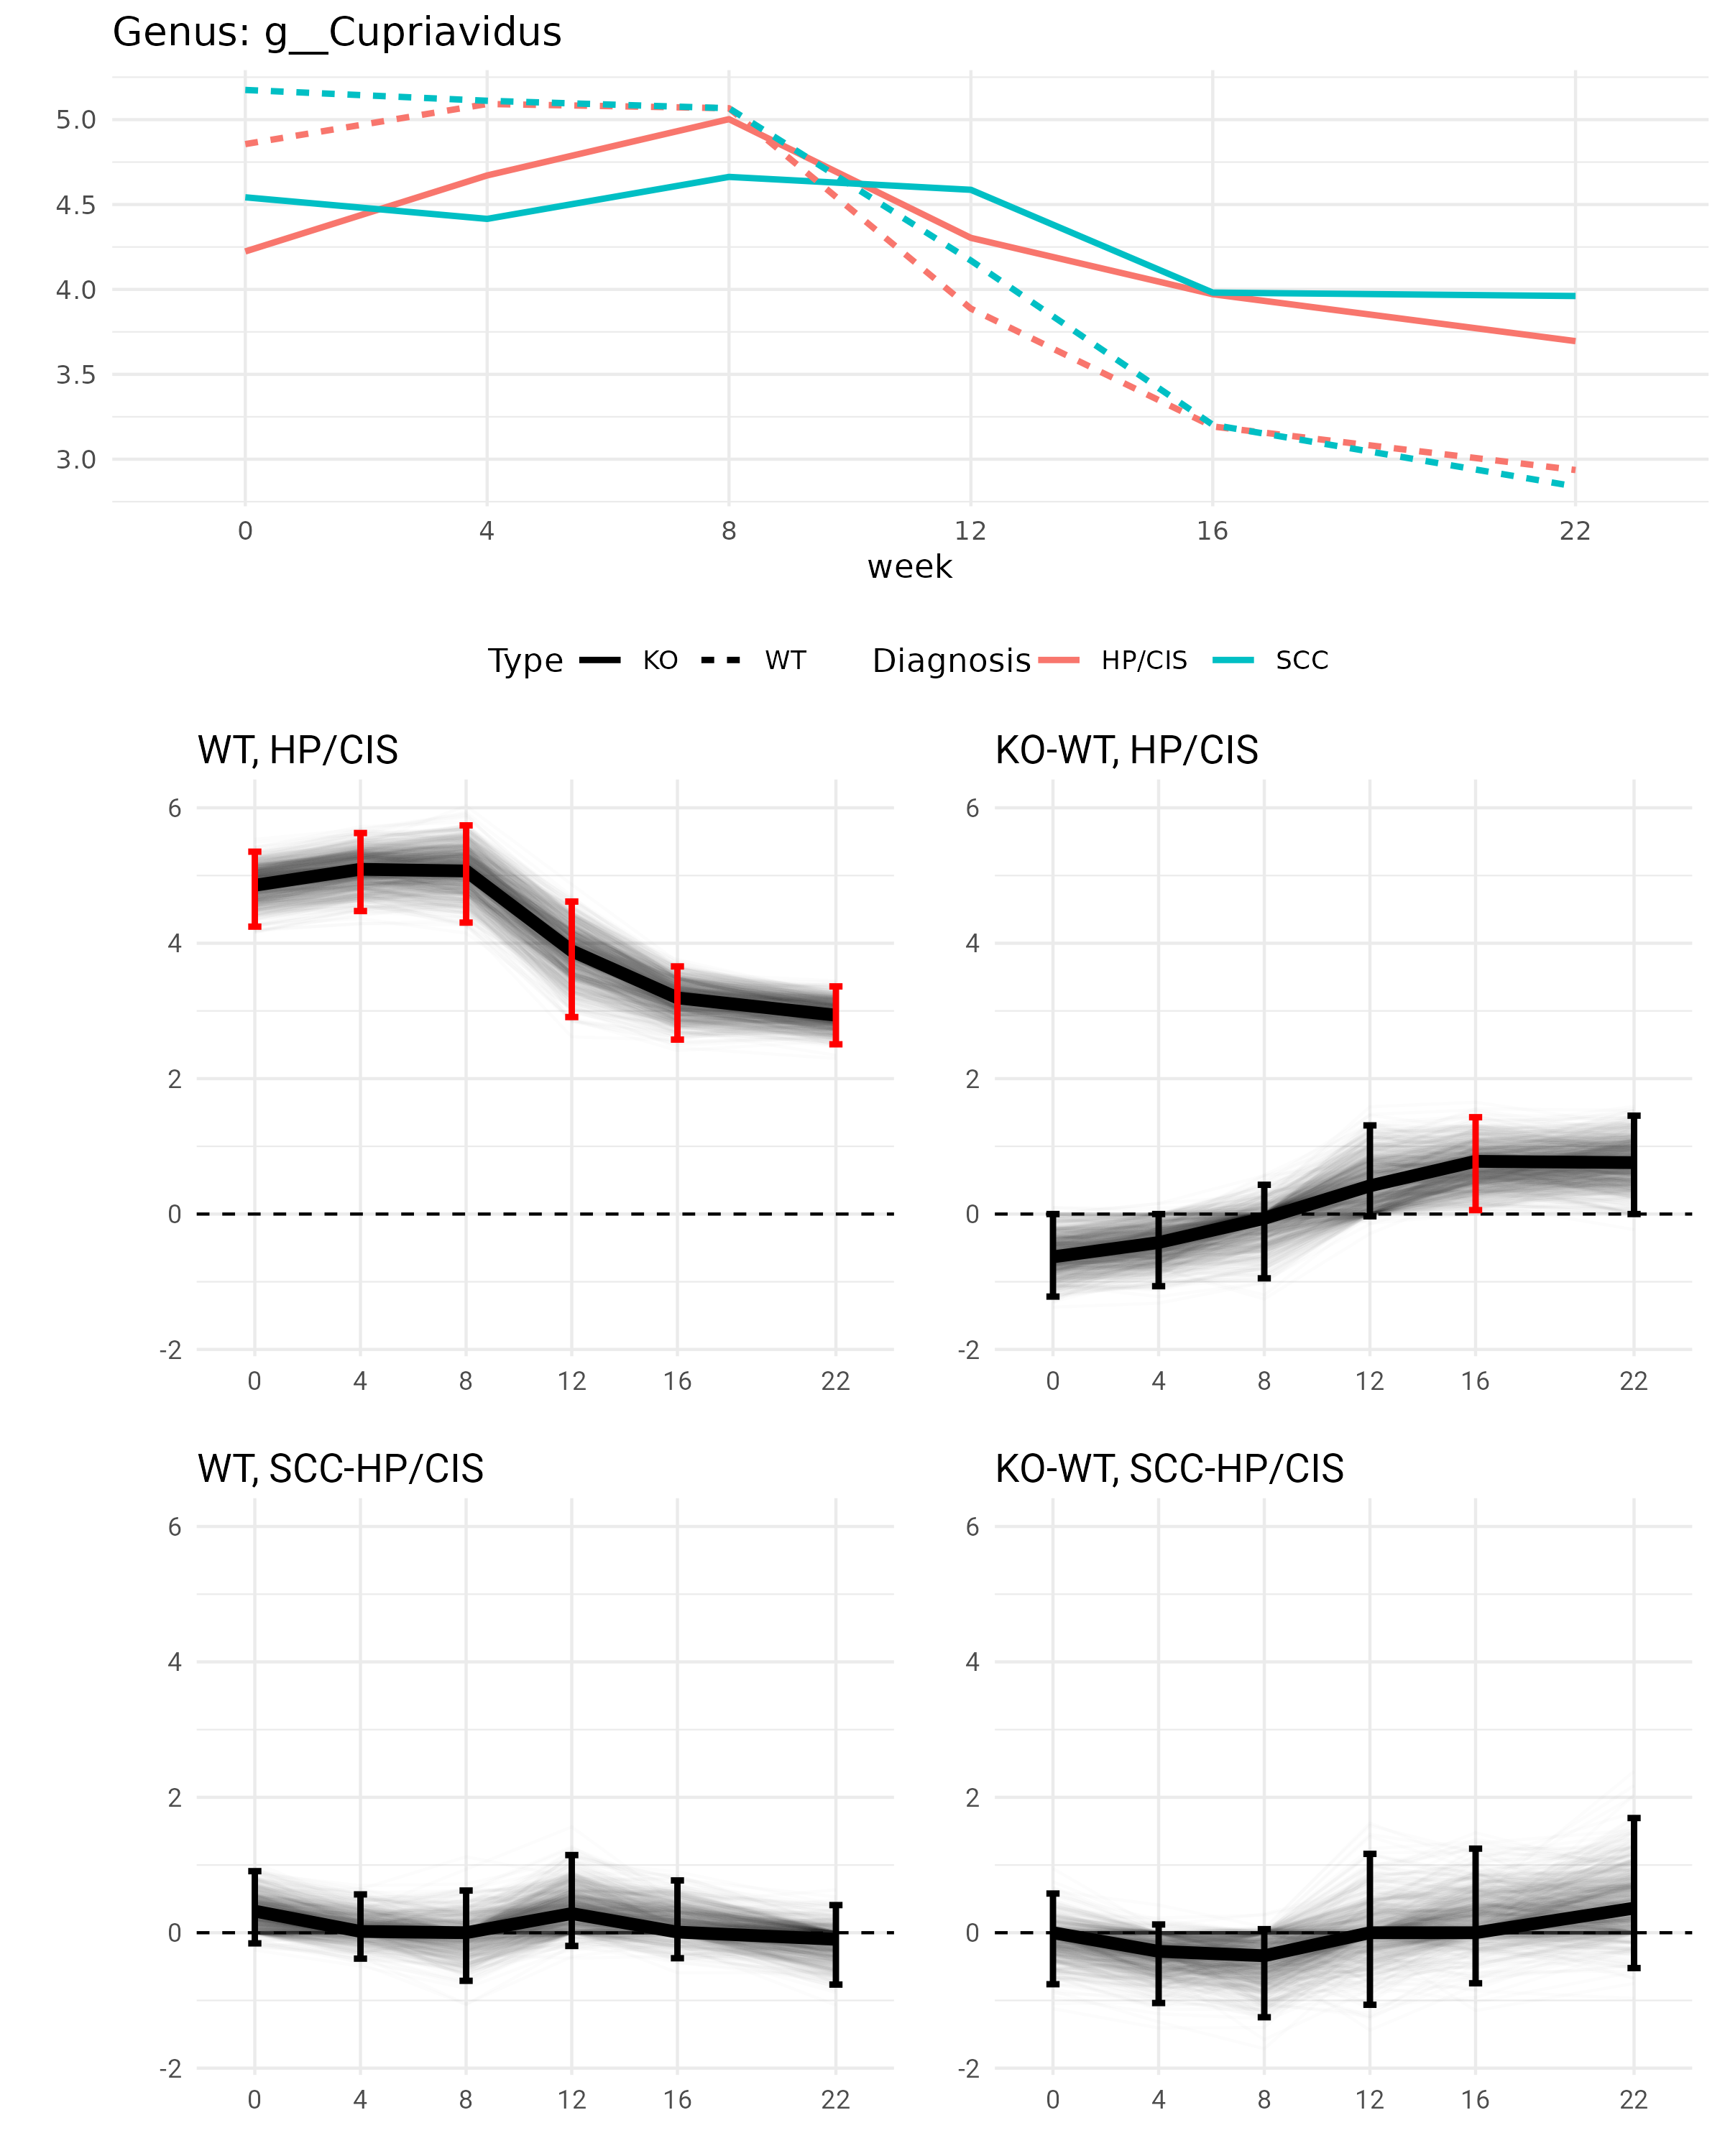 Genus: g__Cupriavidus
5.0
4.5
4.0
3.5
3.0
0 4 8 12 16 22
week
Type KO WT Diagnosis HP/CIS SCC
WT, HP/CIS
6
4
2
0
-2
0 4 8 12 16 22
KO-WT, HP/CIS
6
4
2
0
-2
0 4 8 12 16 22
WT, SCC-HP/CIS
6
4
2
0
-2
0 4 8 12 16 22
KO-WT, SCC-HP/CIS
6
4
2
0
-2
0 4 8 12 16 22